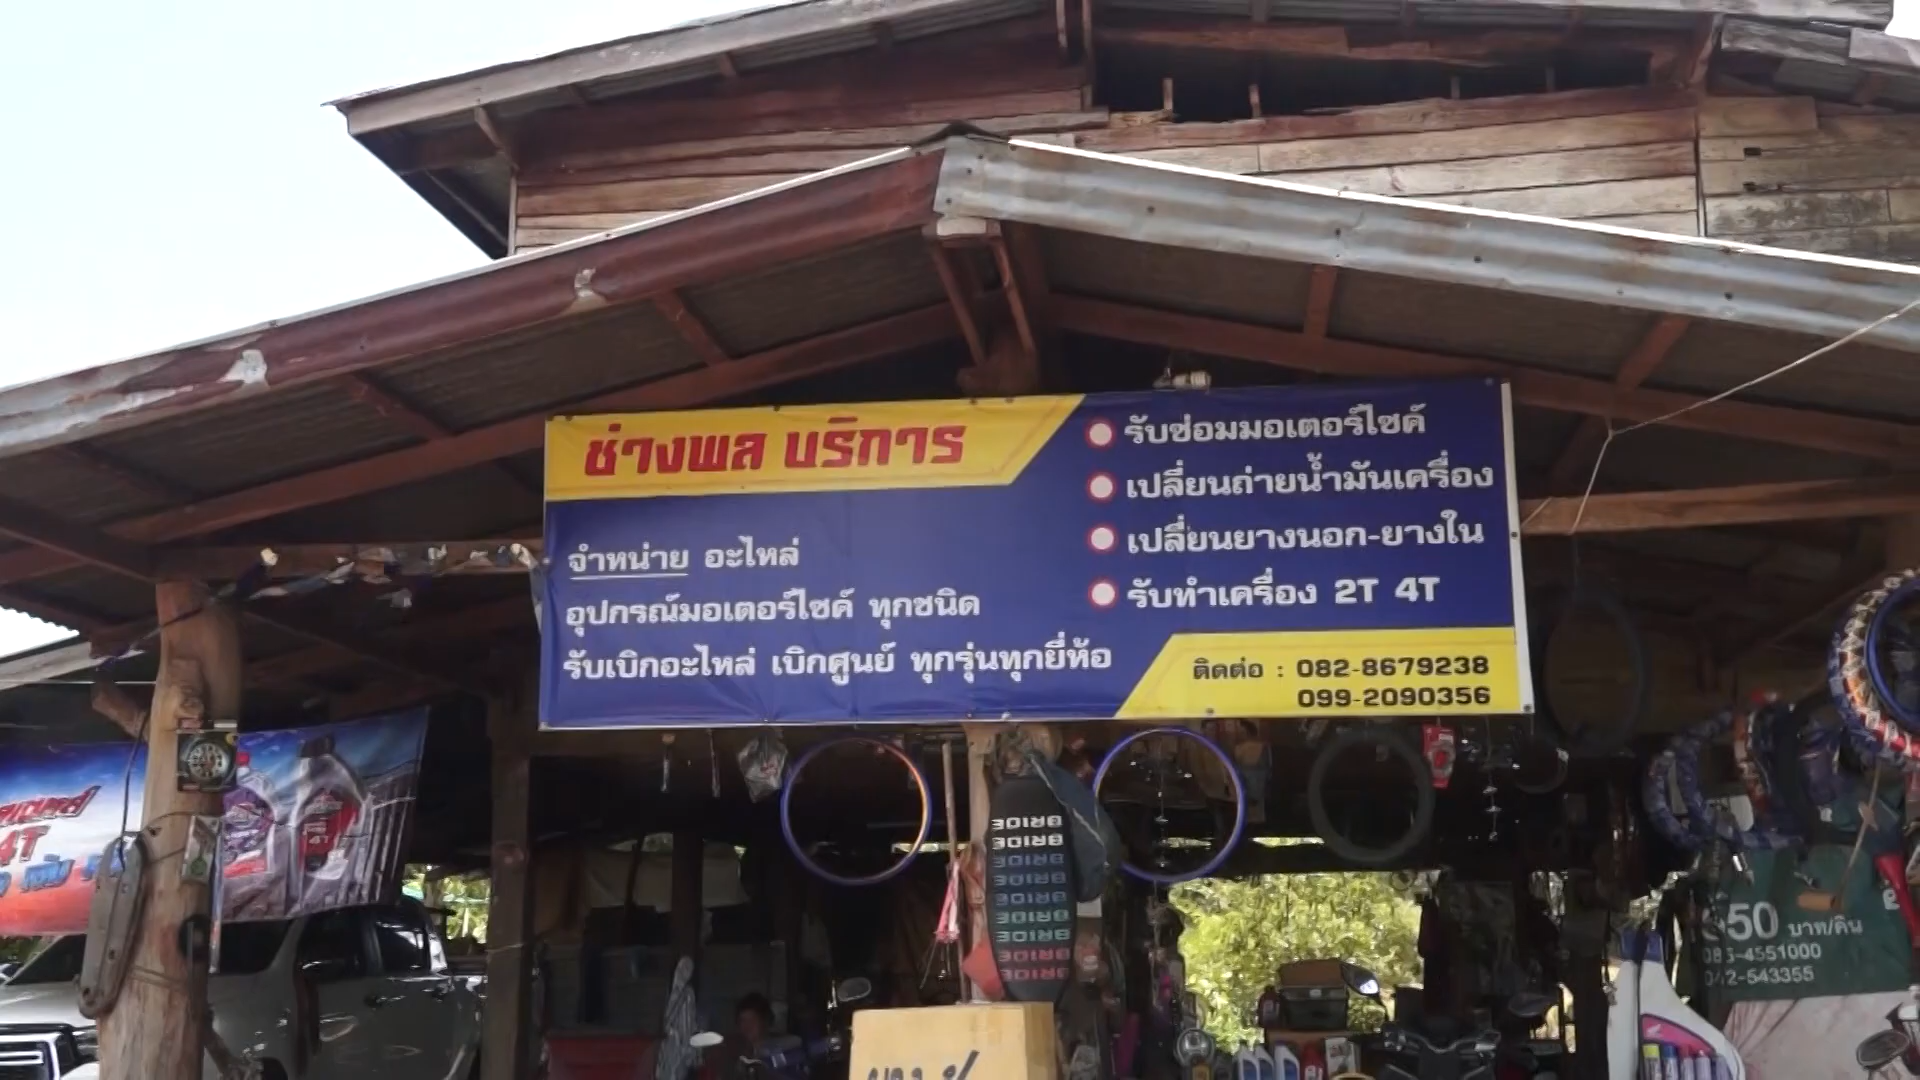 ช่างพล บริการ
จำหน่าย อะไหล่
อุปกรณ์มอเตอร์ไซค์ ทุกชนิด
รับเบิกอะไหล่ เบิกศูนย์ ทุกรุ่นทุกยี่ห้อ
รับซ่อมมอเตอร์ไซค์
เปลี่ยนถ่ายน้ำมันเครื่อง
เปลี่ยนยางนอก-ยางใน
รับทำเครื่อง 2T 4T
ติดต่อ : 082-8679238
099-2090356
4T
BRIDE
BRIDE
BRIDE
BRIDE
BRIDE
BRIDE
BRIDE
BRIDE
BRIDE
50 บาท/คืน
-4551000
042-543355